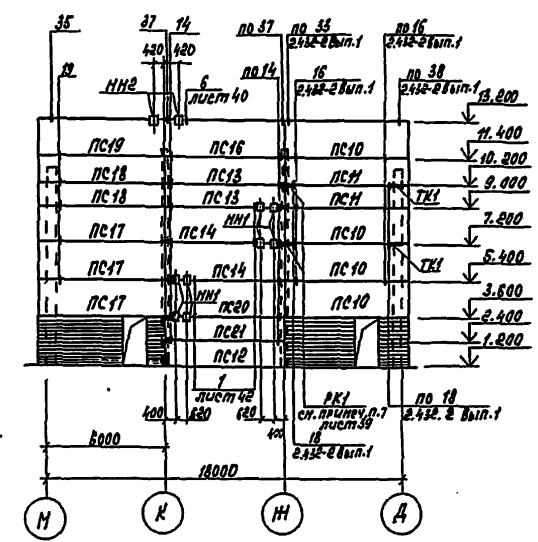 35
37
14
по 37
по 33
2.432-2 вып.1
по 16
2.432-2 вып.1
420
420
19
НН2
6
лист 40
по 14
16
2.432-2 вып.1
по 38
2.432-2 вып.1
13.200
11.400
10.200
9.000
7.200
5.400
3.600
2.400
1.200
ПС19
ПС16
ПС10
ПС18
ПС13
ПС11
ПС18
ПС13
ПС11
ТК1
ПС17
ПС14
НН1
ПС10
ТК1
ПС17
ПС14
ПС10
ПС17
НН1
ПС20
ПС10
ПС21
ПС12
1
лист 42
РК1
см. примеч. п.7
лист 39
по 18
2.432-2 вып.1
400
620
620
400
18
2.432-2 вып.1
6000
18000
М
К
Ж
Д